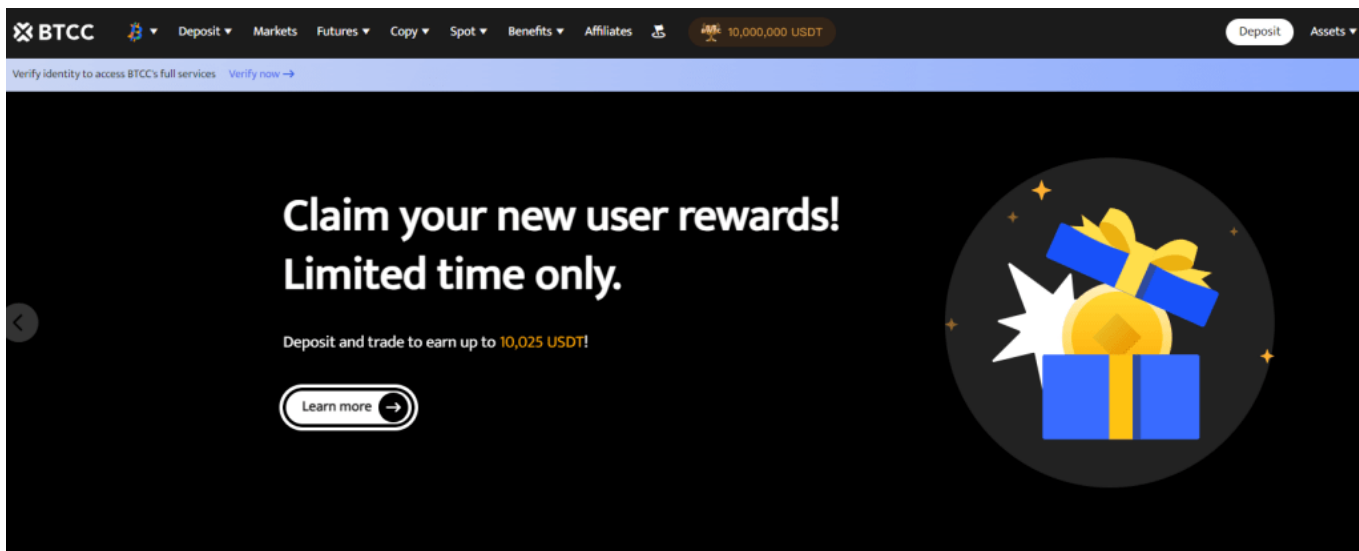 BTCC Deposit Markets Futures Copy Spot Benefits Affiliates 10,000,000 USDT Deposit Assets
Verify identity to access BTCC's full services Verify now →
Claim your new user rewards!
Limited time only.
Deposit and trade to earn up to 10,025 USDT!
Learn more